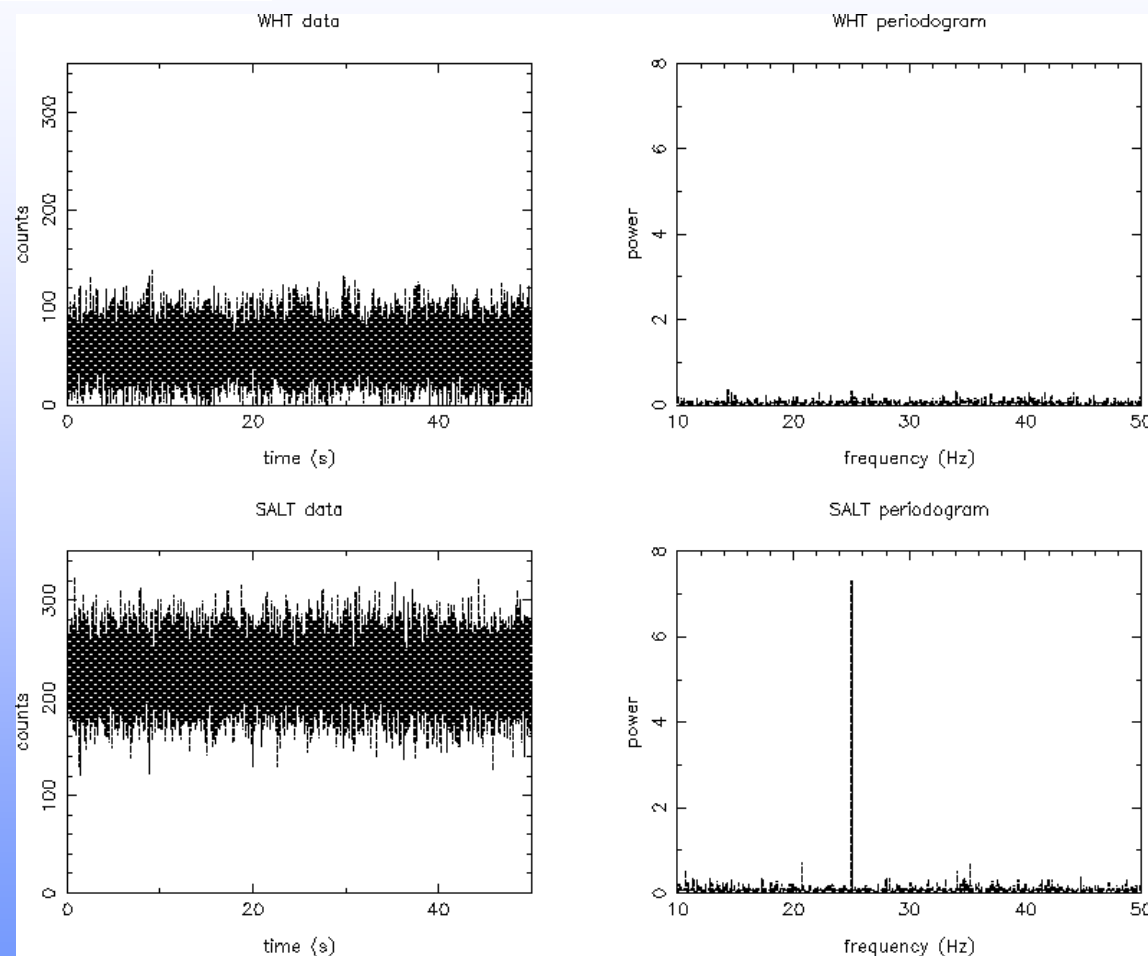 WHT data
WHT periodogram
counts
0 100 200 300
0 20 40
time (s)
power
0 2 4 6 8
10 20 30 40 50
frequency (Hz)
SALT data
SALT periodogram
counts
0 100 200 300
0 20 40
time (s)
power
0 2 4 6 8
10 20 30 40 50
frequency (Hz)